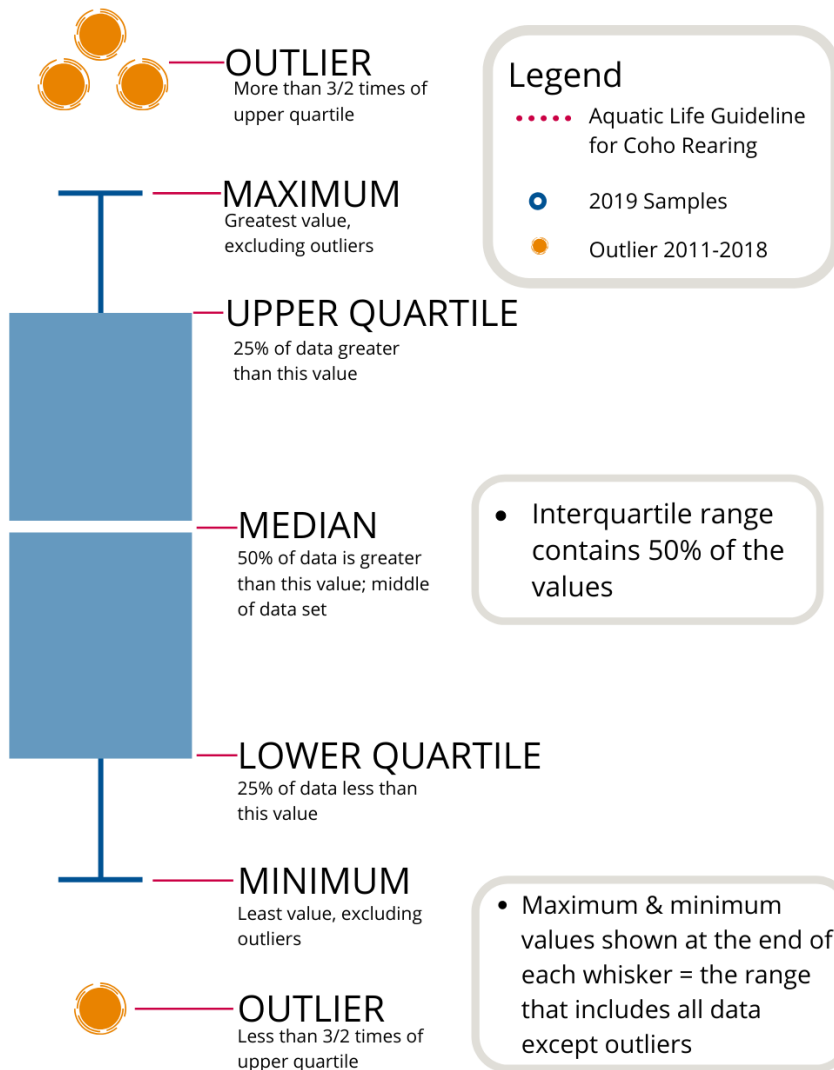 OUTLIER
More than 3/2 times of
upper quartile
Legend
Aquatic Life Guideline
for Coho Rearing
2019 Samples
Outlier 2011-2018
MAXIMUM
Greatest value,
excluding outliers
UPPER QUARTILE
25% of data greater
than this value
MEDIAN
50% of data is greater
than this value; middle
of data set
• Interquartile range
contains 50% of the
values
LOWER QUARTILE
25% of data less than
this value
MINIMUM
Least value, excluding
outliers
• Maximum & minimum
values shown at the end of
each whisker = the range
that includes all data
except outliers
OUTLIER
Less than 3/2 times of
upper quartile